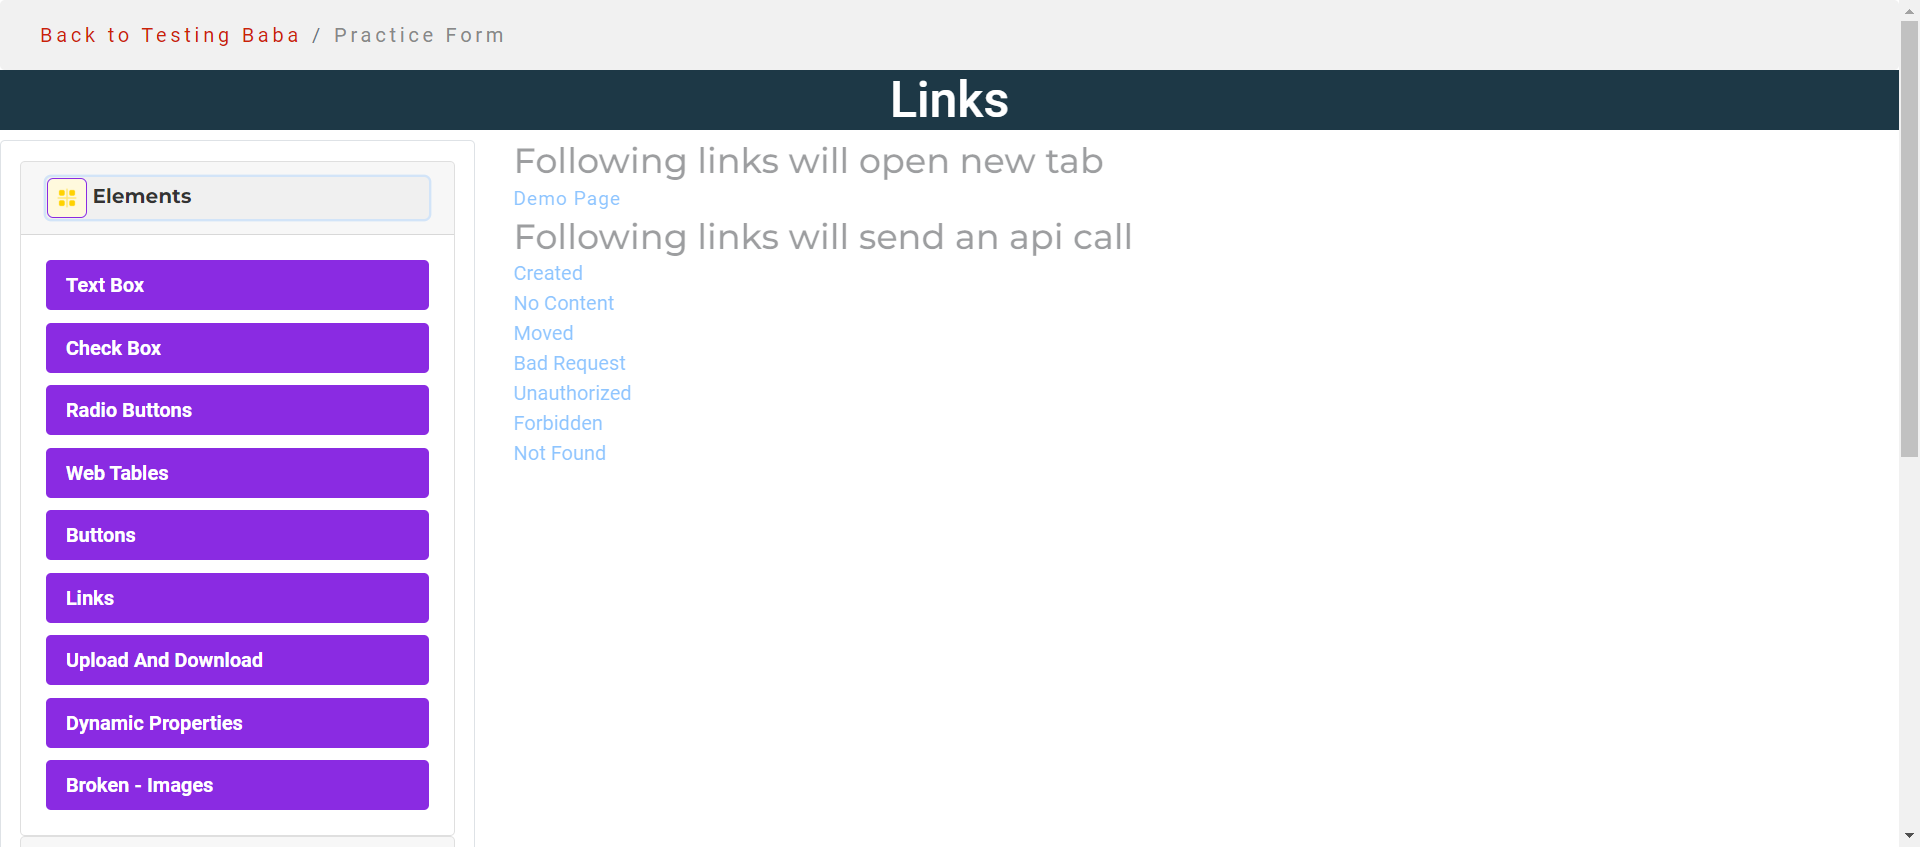 Back to Testing Baba / Practice Form
Links
Elements
Text Box
Check Box
Radio Buttons
Web Tables
Buttons
Links
Upload And Download
Dynamic Properties
Broken - Images
Following links will open new tab
Demo Page
Following links will send an api call
Created
No Content
Moved
Bad Request
Unauthorized
Forbidden
Not Found